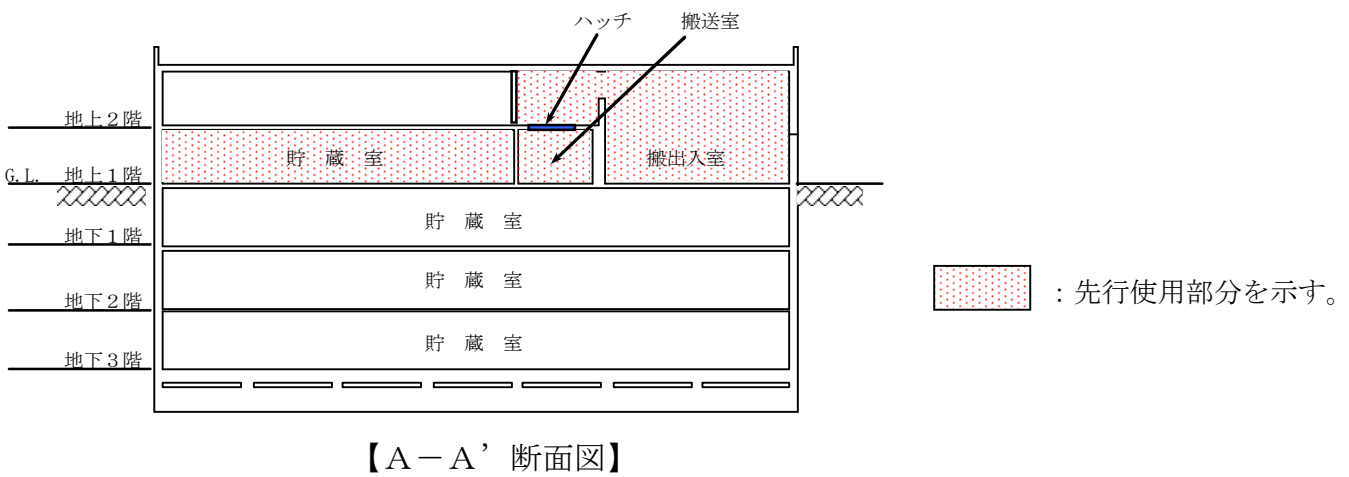 ハッチ
搬送室
地上2階
貯 蔵 室
搬出入室
G.L. 地上1階
貯 蔵 室
地下1階
貯 蔵 室
地下2階
貯 蔵 室
地下3階
：先行使用部分を示す。
【A－A’断面図】